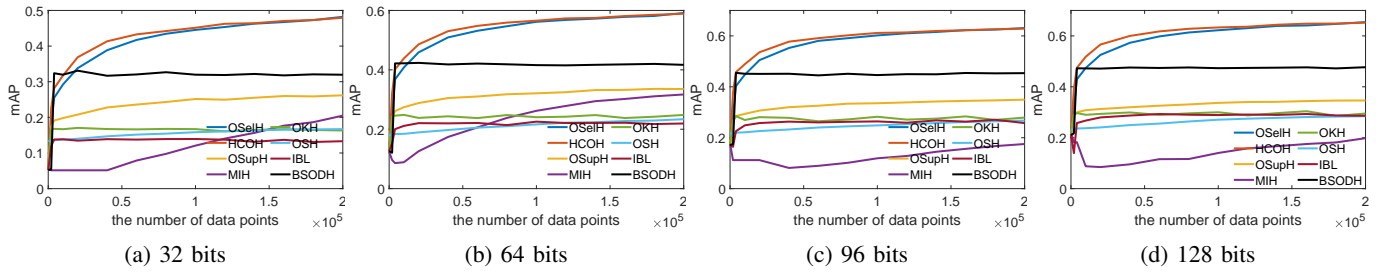 0.5
0.4
0.3
0.2
0.1
0
mAP
0 0.5 1 1.5 2
the number of data points
×10^5
OSelH OKH
HCOH OSH
OSupH IBL
MIH BSODH
(a) 32 bits
0.6
0.4
0.2
0
mAP
0 0.5 1 1.5 2
the number of data points
×10^5
OSelH OKH
HCOH OSH
OSupH IBL
MIH BSODH
(b) 64 bits
0.8
0.6
0.4
0.2
0
mAP
0 0.5 1 1.5 2
the number of data points
×10^5
OSelH OKH
HCOH OSH
OSupH IBL
MIH BSODH
(c) 96 bits
0.8
0.6
0.4
0.2
0
mAP
0 0.5 1 1.5 2
the number of data points
×10^5
OSelH OKH
HCOH OSH
OSupH IBL
MIH BSODH
(d) 128 bits